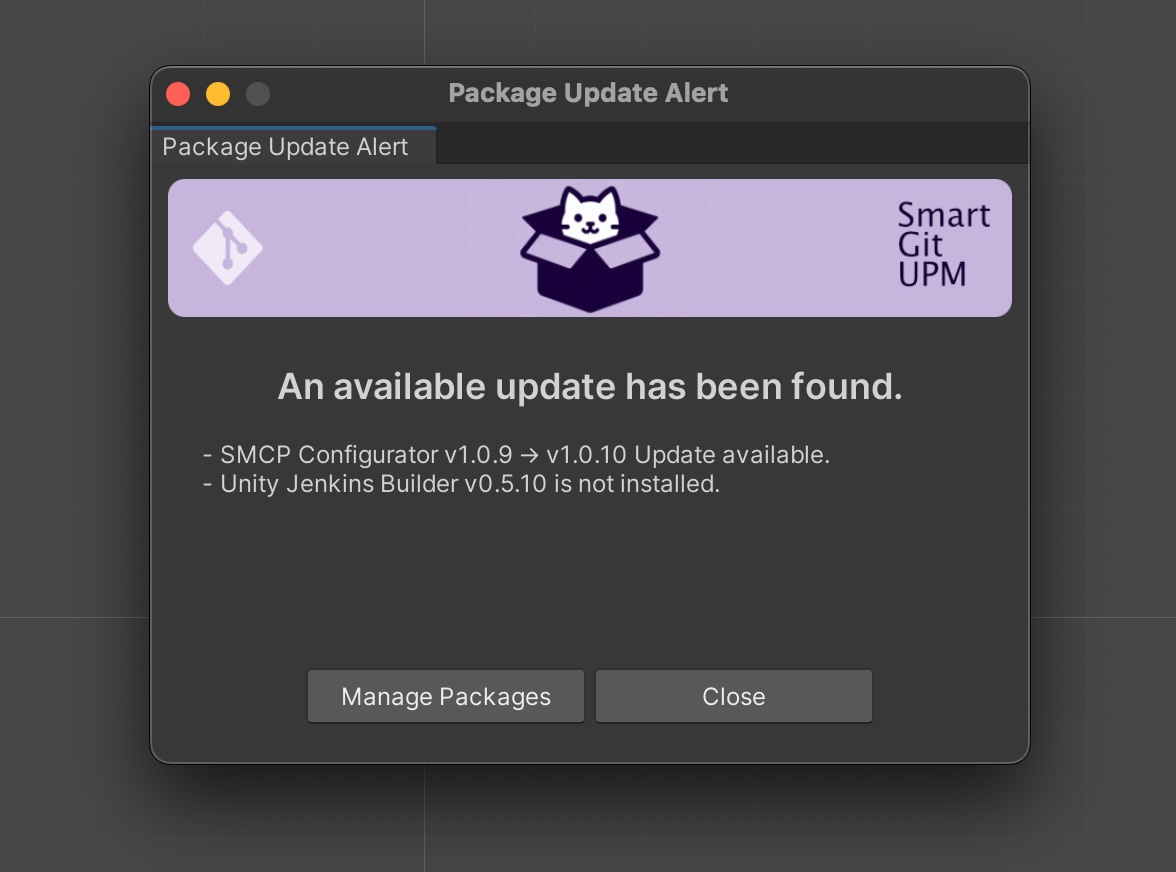 Package Update Alert
Package Update Alert
Smart
Git
UPM
An available update has been found.
- SMCP Configurator v1.0.9 → v1.0.10 Update available.
- Unity Jenkins Builder v0.5.10 is not installed.
Manage Packages
Close